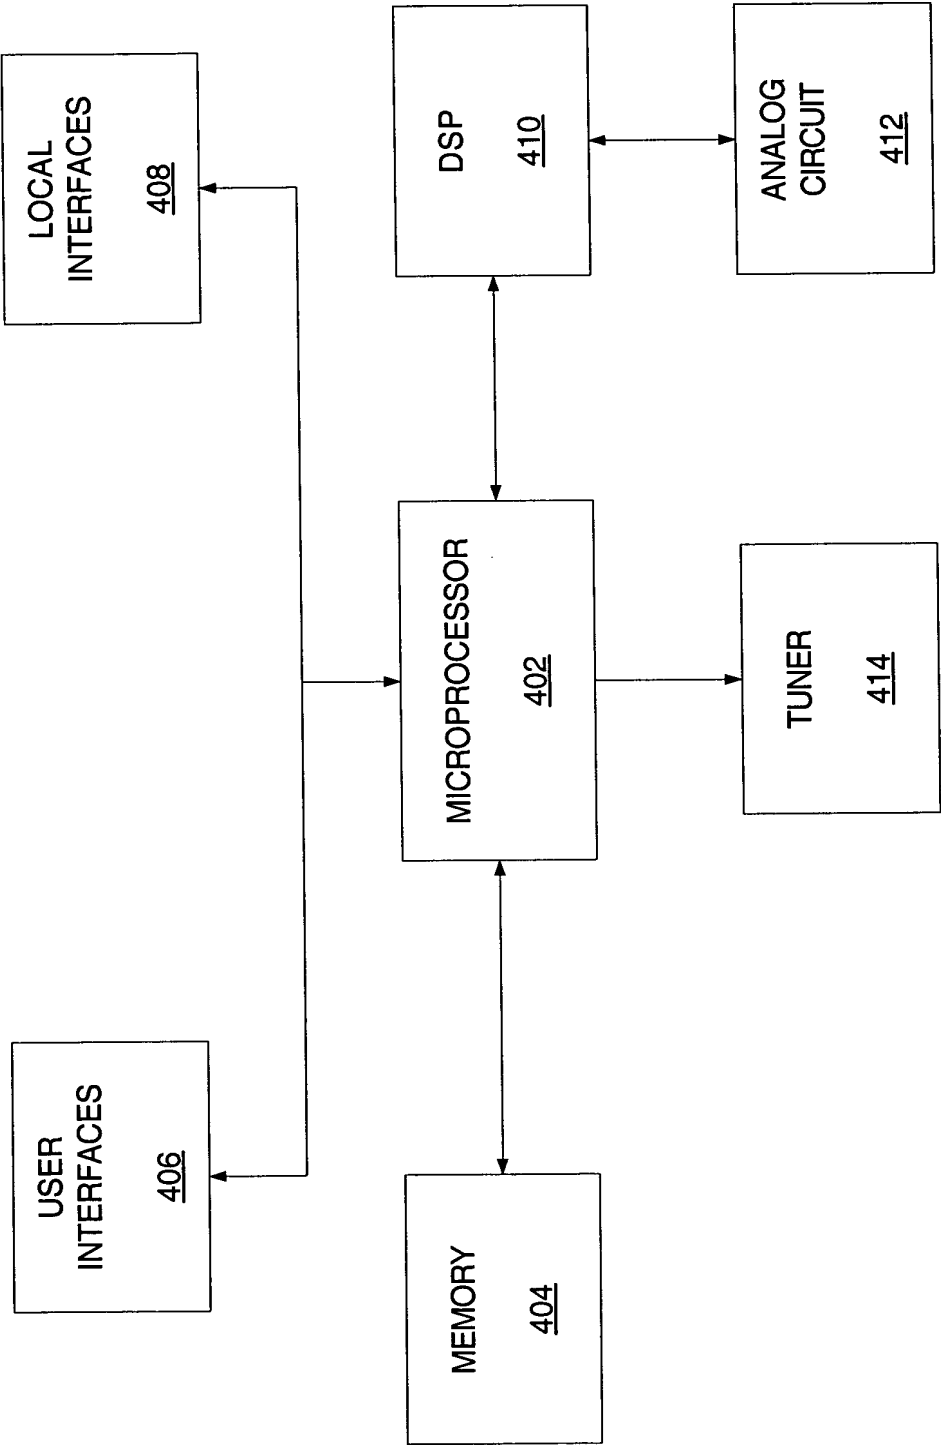 USER
INTERFACES
406
LOCAL
INTERFACES
408
MEMORY
404
MICROPROCESSOR
402
DSP
410
TUNER
414
ANALOG
CIRCUIT
412